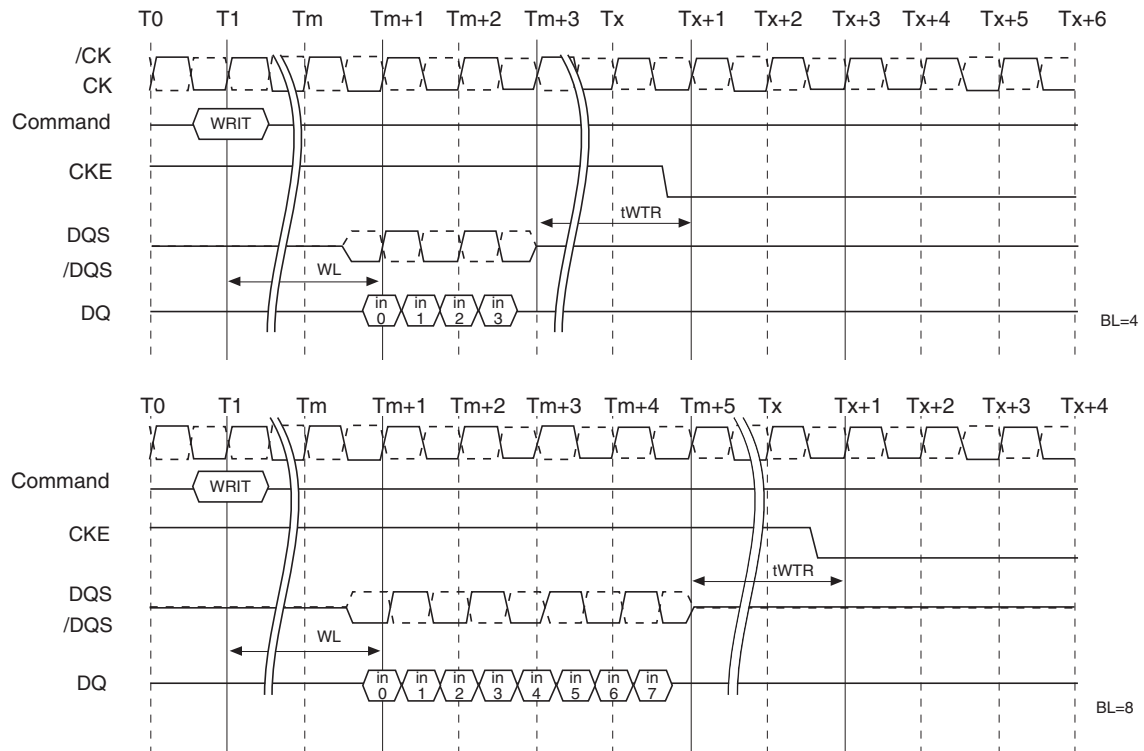 T0 T1 Tm Tm+1 Tm+2 Tm+3 Tx Tx+1 Tx+2 Tx+3 Tx+4 Tx+5 Tx+6
/CK
CK
Command WRIT
CKE
tWTR
DQS
/DQS
WL
DQ in 0 in 1 in 2 in 3
BL=4
T0 T1 Tm Tm+1 Tm+2 Tm+3 Tm+4 Tm+5 Tx Tx+1 Tx+2 Tx+3 Tx+4
Command WRIT
CKE
tWTR
DQS
/DQS
WL
DQ in 0 in 1 in 2 in 3 in 4 in 5 in 6 in 7
BL=8